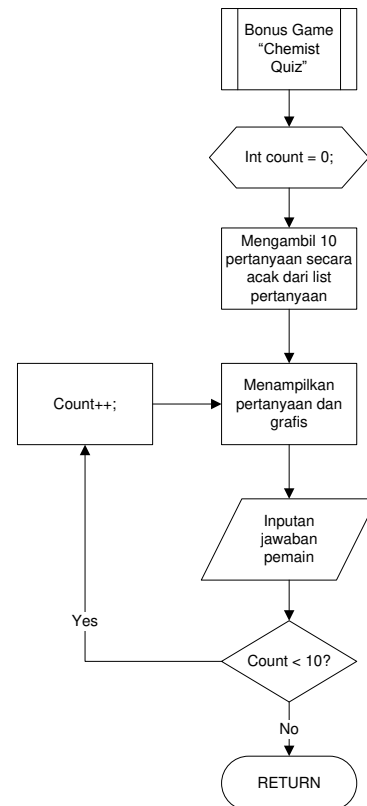 Bonus Game
“Chemist
Quiz”
Int count = 0;
Mengambil 10
pertanyaan secara
acak dari list
pertanyaan
Count++;
Menampilkan
pertanyaan dan
grafis
Inputan
jawaban
pemain
Yes
Count < 10?
No
RETURN